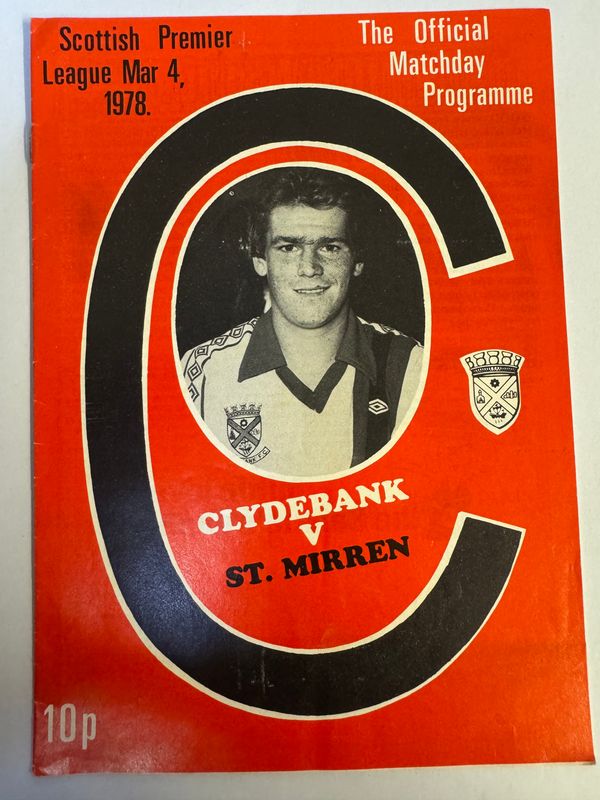 Scottish Premier
League Mar 4,
1978.
The Official
Matchday
Programme
CLYDEBANK
V
ST. MIRREN
10p